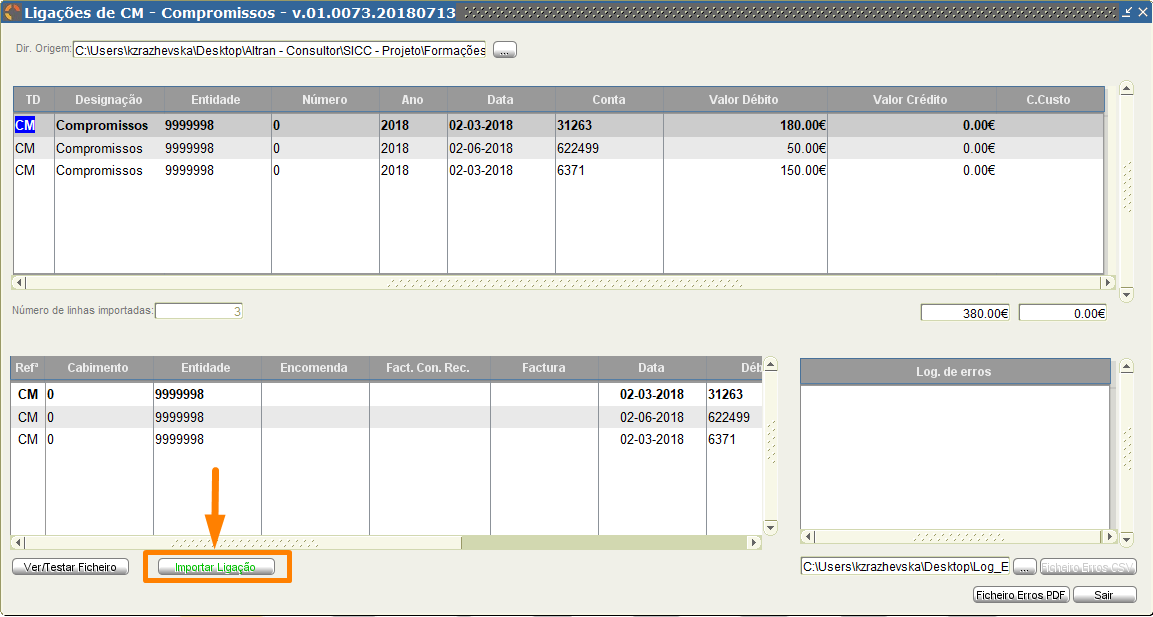 Ligações de CM - Compromissos - v.01.0073.20180713
Dir. Origem: C:\Users\kzrazhevska\Desktop\Altran - Consultor\SICC - Projeto\Formações ...
TD Designação Entidade Número Ano Data Conta Valor Débito Valor Crédito C.Custo
CM Compromissos 9999998 0 2018 02-03-2018 31263 180.00€ 0.00€
CM Compromissos 9999998 0 2018 02-06-2018 622499 50.00€ 0.00€
CM Compromissos 9999998 0 2018 02-03-2018 6371 150.00€ 0.00€
Número de linhas importadas: 3 380.00€ 0.00€
Refª Cabimento Entidade Encomenda Fact. Con. Rec. Factura Data Déb
CM 0 9999998 02-03-2018 31263
CM 0 9999998 02-06-2018 622499
CM 0 9999998 02-03-2018 6371
Log. de erros
Ver/Testar Ficheiro Importar Ligação
C:\Users\kzrazhevska\Desktop\Log_E ... Ficheiro Erros CSV
Ficheiro Erros PDF Sair